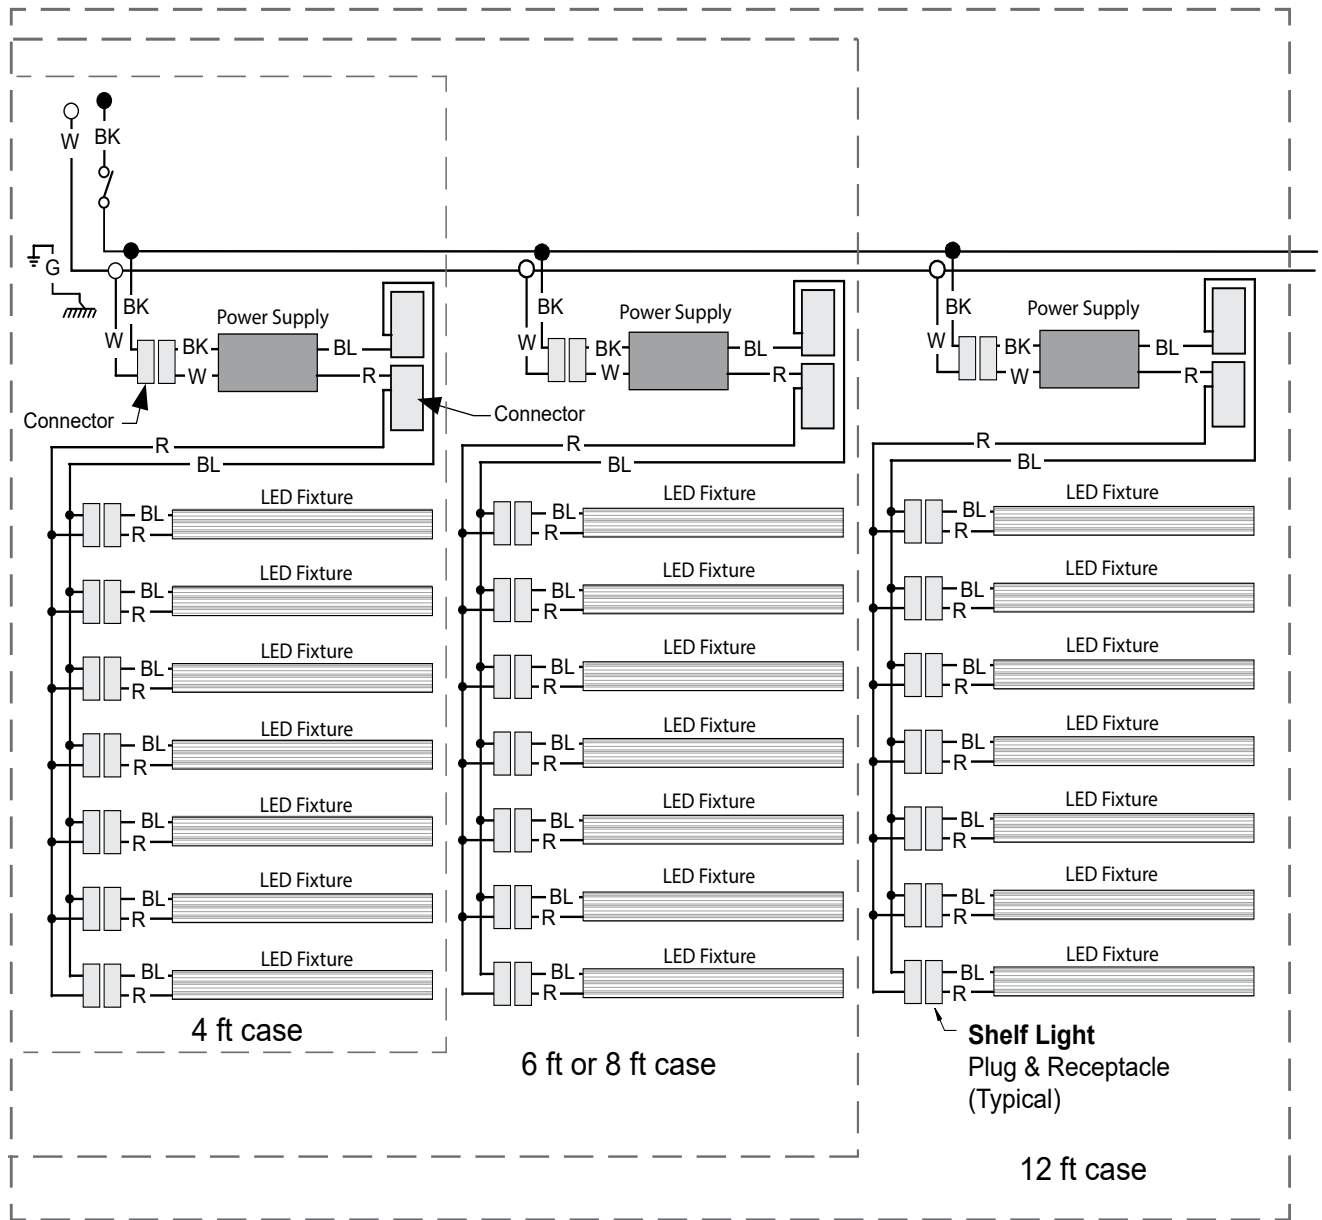 W
BK
G
BK
W
Power Supply
BK
BL
W
R
Connector
Connector
R
BL
BK
W
Power Supply
BK
BL
W
R
R
BL
BK
W
Power Supply
BK
BL
W
R
R
BL
LED Fixture
BL
R
LED Fixture
BL
R
LED Fixture
BL
R
LED Fixture
BL
R
LED Fixture
BL
R
LED Fixture
BL
R
LED Fixture
BL
R
4 ft case
LED Fixture
BL
R
LED Fixture
BL
R
LED Fixture
BL
R
LED Fixture
BL
R
LED Fixture
BL
R
LED Fixture
BL
R
LED Fixture
BL
R
6 ft or 8 ft case
LED Fixture
BL
R
LED Fixture
BL
R
LED Fixture
BL
R
LED Fixture
BL
R
LED Fixture
BL
R
LED Fixture
BL
R
LED Fixture
BL
R
Shelf Light
Plug & Receptacle
(Typical)
12 ft case